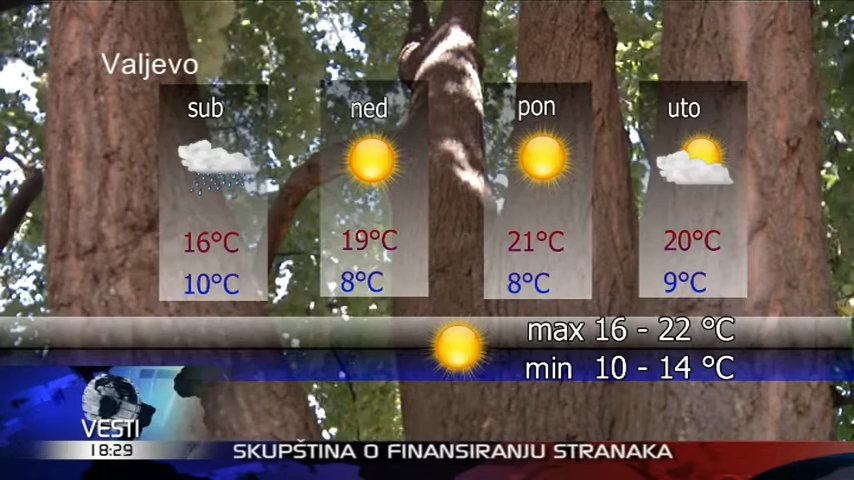 Valjevo
sub ned pon uto
16°C 19°C 21°C 20°C
10°C 8°C 8°C 9°C
max 16 - 22 °C
min 10 - 14 °C
VESTI
18:29
SKUPŠTINA O FINANSIRANJU STRANAKA